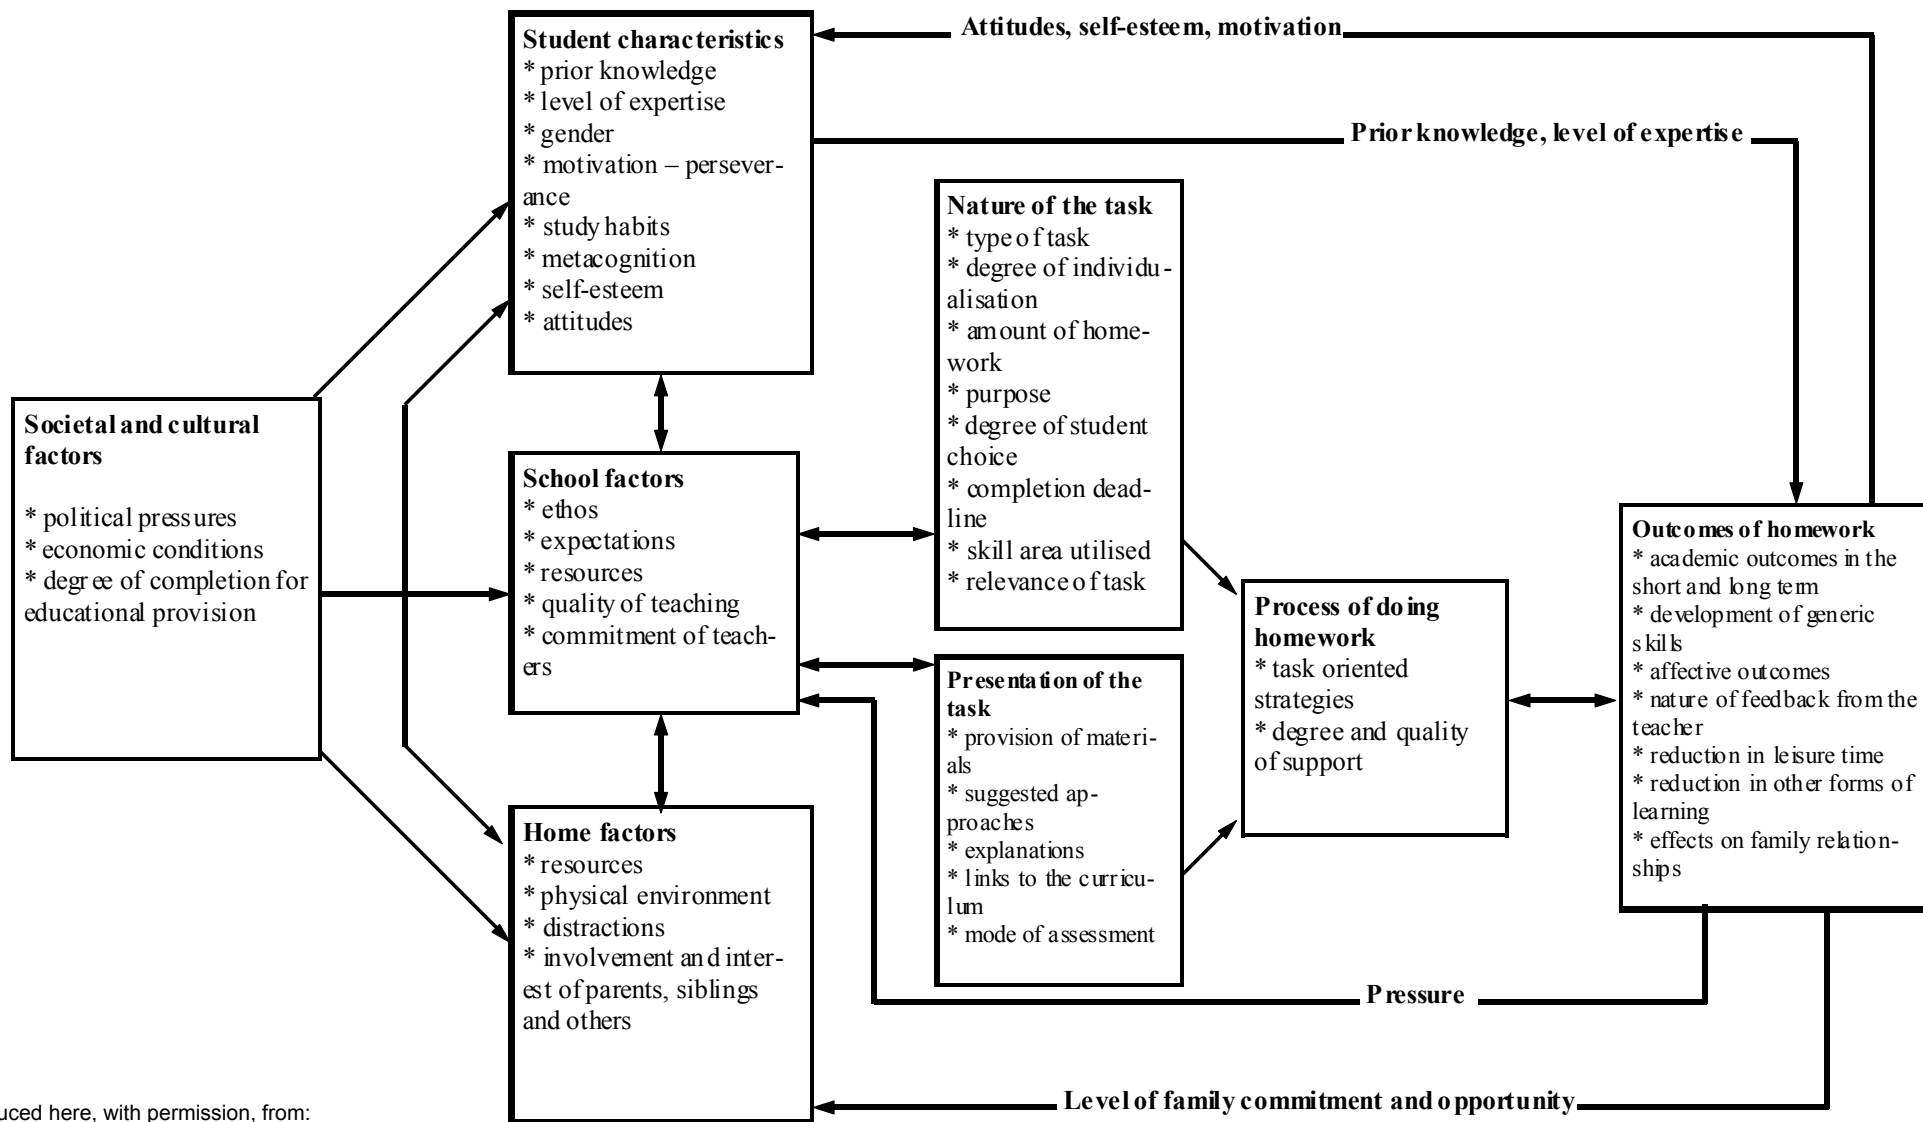 Attitudes, self-esteem, motivation
Student characteristics
* prior knowledge
* level of expertise
* gender
* motivation – persever-
ance
* study habits
* metacognition
* self-esteem
* attitudes
Prior knowledge, level of expertise
Nature of the task
* type of task
* degree of individu-
alisation
* amount of home-
work
* purpose
* degree of student
choice
* completion dead-
line
* skill area utilised
* relevance of task
Societal and cultural
factors
* political pressures
* economic conditions
* degree of completion for
educational provision
School factors
* ethos
* expectations
* resources
* quality of teaching
* commitment of teach-
ers
Presentation of the
task
* provision of materi-
als
* suggested ap-
proaches
* explanations
* links to the curricu-
lum
* mode of assessment
Process of doing
homework
* task oriented
strategies
* degree and quality
of support
Outcomes of homework
* academic outcomes in the
short and long term
* development of generic
skills
* affective outcomes
* nature of feedback from the
teacher
* reduction in leisure time
* reduction in other forms of
learning
* effects on family relation-
ships
Home factors
* resources
* physical environment
* distractions
* involvement and inter-
est of parents, siblings
and others
Pressure
Level of family commitment and opportunity
uced here, with permission, from: